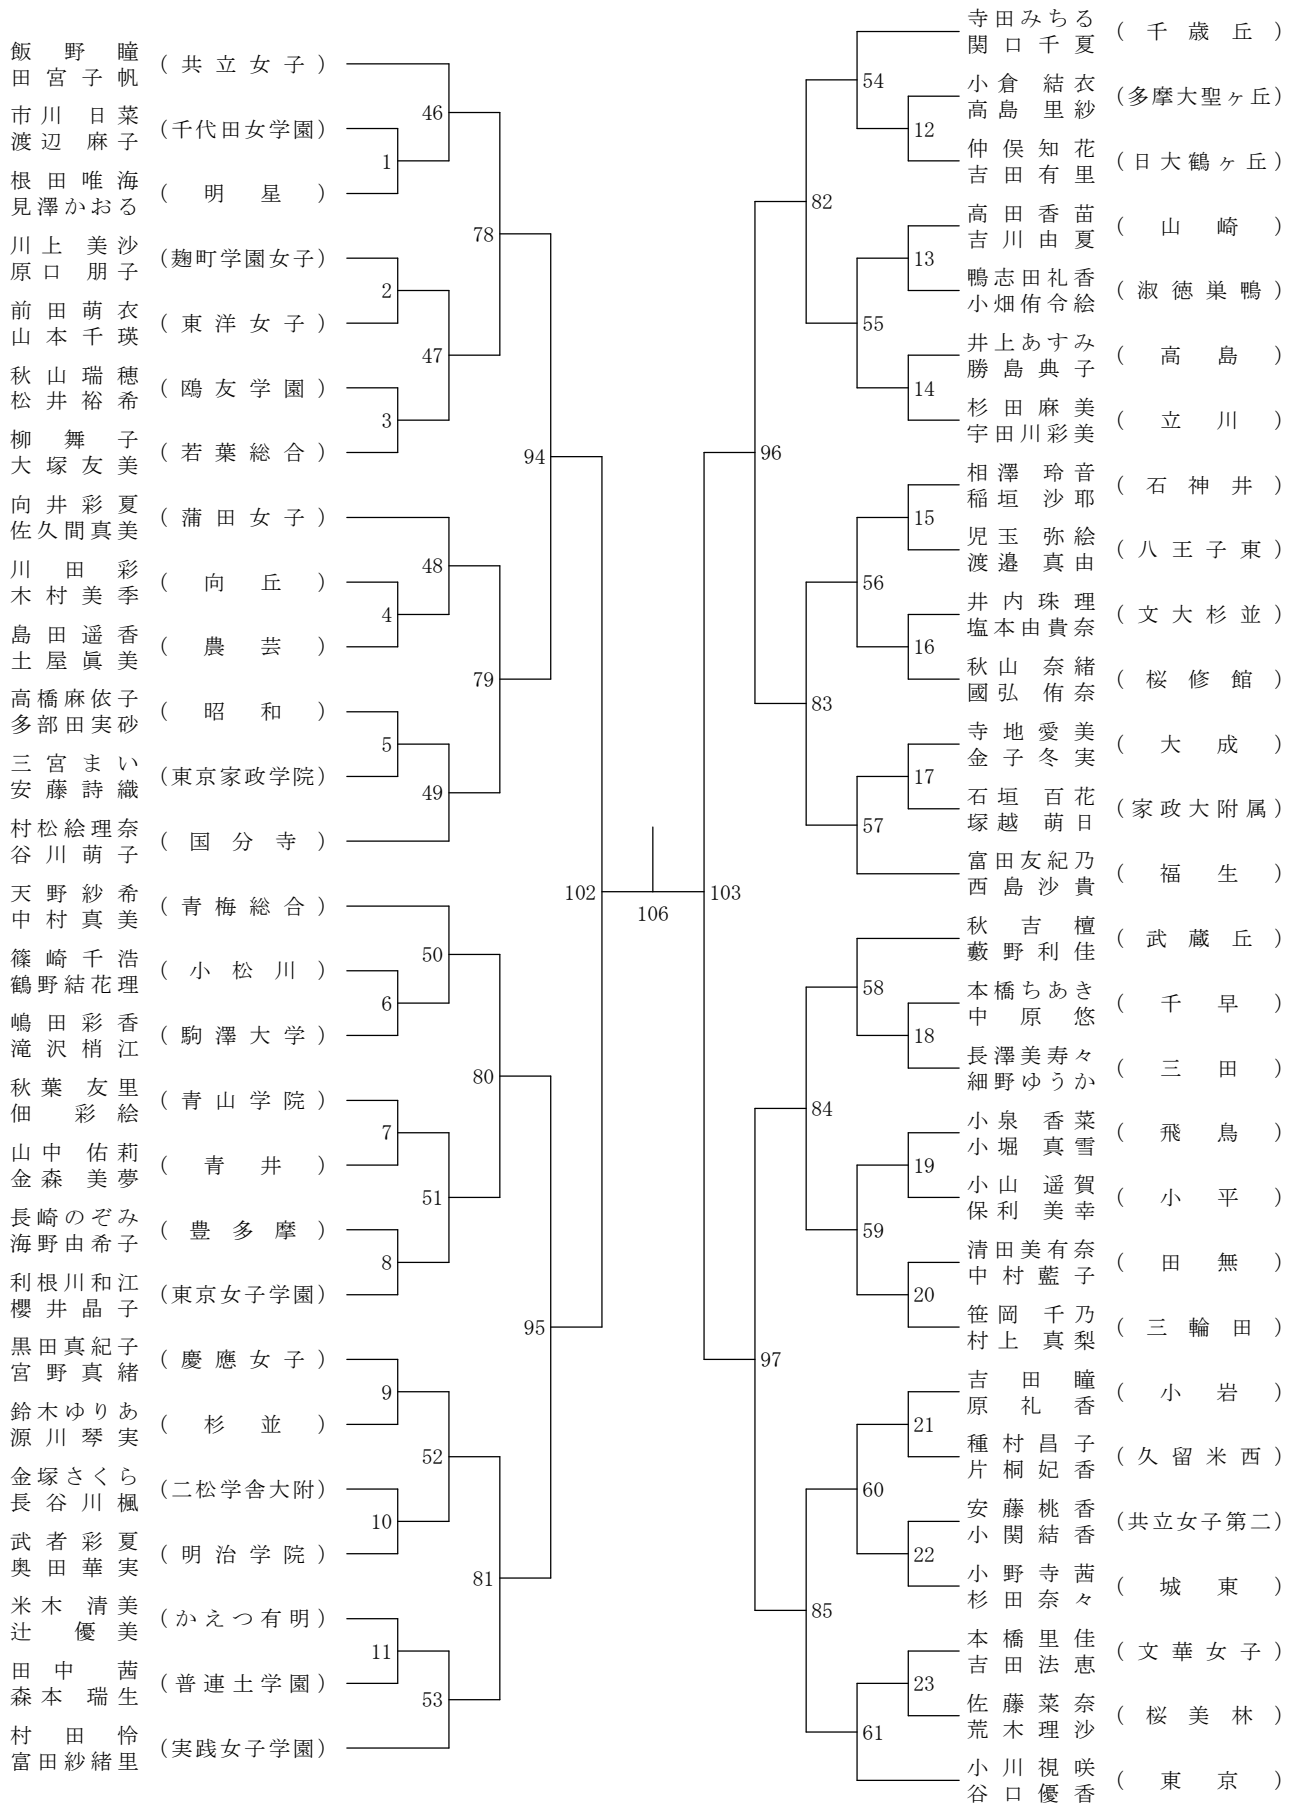 飯野瞳
田宮子帆
(共立女子)
市川日菜
渡辺麻子
(千代田女学園)
根田唯海
見澤かおる
(明星)
川上美沙
原口朋子
(麹町学園女子)
前田萌衣
山本千瑛
(東洋女子)
秋山瑞穂
松井裕希
(鴎友学園)
柳舞子
大塚友美
(若葉総合)
向井彩夏
佐久間真美
(蒲田女子)
川田彩
木村美季
(向丘)
島田遥香
土屋眞美
(農芸)
高橋麻依子
多部田実砂
(昭和)
三宮まい
安藤詩織
(東京家政学院)
村松絵理奈
谷川萌子
(国分寺)
天野紗希
中村真美
(青梅総合)
篠崎千浩
鶴野結花理
(小松川)
嶋田彩香
滝沢梢江
(駒澤大学)
秋葉友里
佃彩絵
(青山学院)
山中佑莉
金森美夢
(青井)
長崎のぞみ
海野由希子
(豊多摩)
利根川和江
櫻井晶子
(東京女子学園)
黒田真紀子
宮野真緒
(慶應女子)
鈴木ゆりあ
源川琴実
(杉並)
金塚さくら
長谷川楓
(二松学舎大附)
武者彩夏
奥田華実
(明治学院)
米木清美
辻優美
(かえつ有明)
田中茜
森本瑞生
(普連土学園)
村田怜
富田紗緒里
(実践女子学園)
1
2
3
4
5
6
7
8
9
10
11
46
47
48
49
50
51
52
53
78
79
80
81
94
95
102
106
103
96
97
82
83
84
85
54
55
56
57
58
59
60
61
12
13
14
15
16
17
18
19
20
21
22
23
寺田みちる
関口千夏
(千歳丘)
小倉結衣
高島里紗
(多摩大聖ヶ丘)
仲俣知花
吉田有里
(日大鶴ヶ丘)
高田香苗
吉川由夏
(山崎)
鴨志田礼香
小畑侑令絵
(淑徳巣鴨)
井上あすみ
勝島典子
(高島)
杉田麻美
宇田川彩美
(立川)
相澤玲音
稲垣沙耶
(石神井)
児玉弥絵
渡邉真由
(八王子東)
井内珠理
塩本由貴奈
(文大杉並)
秋山奈緒
國弘侑奈
(桜修館)
寺地愛美
金子冬実
(大成)
石垣百花
塚越萌日
(家政大附属)
富田友紀乃
西島沙貴
(福生)
秋吉檀
藪野利佳
(武蔵丘)
本橋ちあき
中原悠
(千早)
長澤美寿々
細野ゆうか
(三田)
小泉香菜
小堀真雪
(飛鳥)
小山遥賀
保利美幸
(小平)
清田美有奈
中村藍子
(田無)
笹岡千乃
村上真梨
(三輪田)
吉田瞳
原礼香
(小岩)
種村昌子
片桐妃香
(久留米西)
安藤桃香
小関結香
(共立女子第二)
小野寺茜
杉田奈々
(城東)
本橋里佳
吉田法恵
(文華女子)
佐藤菜奈
荒木理沙
(桜美林)
小川視咲
谷口優香
(東京)